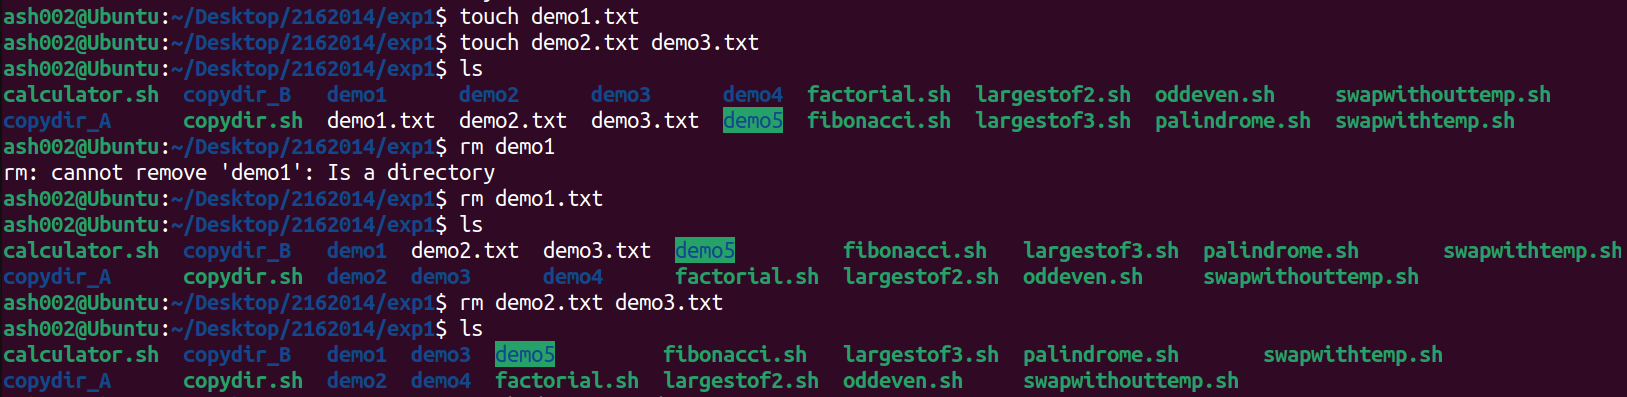 ash002@Ubuntu:~/Desktop/2162014/exp1$ touch demo1.txt
ash002@Ubuntu:~/Desktop/2162014/exp1$ touch demo2.txt demo3.txt
ash002@Ubuntu:~/Desktop/2162014/exp1$ ls
calculator.sh  copydir_B   demo1      demo2      demo3      demo4  factorial.sh  largestof2.sh  oddeven.sh     swapwithouttemp.sh
copydir_A      copydir.sh  demo1.txt  demo2.txt  demo3.txt  demo5  fibonacci.sh  largestof3.sh  palindrome.sh  swapwithtemp.sh
ash002@Ubuntu:~/Desktop/2162014/exp1$ rm demo1
rm: cannot remove 'demo1': Is a directory
ash002@Ubuntu:~/Desktop/2162014/exp1$ rm demo1.txt
ash002@Ubuntu:~/Desktop/2162014/exp1$ ls
calculator.sh  copydir_B   demo1  demo2.txt  demo3.txt  demo5         fibonacci.sh   largestof3.sh  palindrome.sh       swapwithtemp.sh
copydir_A      copydir.sh  demo2  demo3      demo4      factorial.sh  largestof2.sh  oddeven.sh     swapwithouttemp.sh
ash002@Ubuntu:~/Desktop/2162014/exp1$ rm demo2.txt demo3.txt
ash002@Ubuntu:~/Desktop/2162014/exp1$ ls
calculator.sh  copydir_B   demo1  demo3  demo5         fibonacci.sh   largestof3.sh  palindrome.sh       swapwithtemp.sh
copydir_A      copydir.sh  demo2  demo4  factorial.sh  largestof2.sh  oddeven.sh     swapwithouttemp.sh